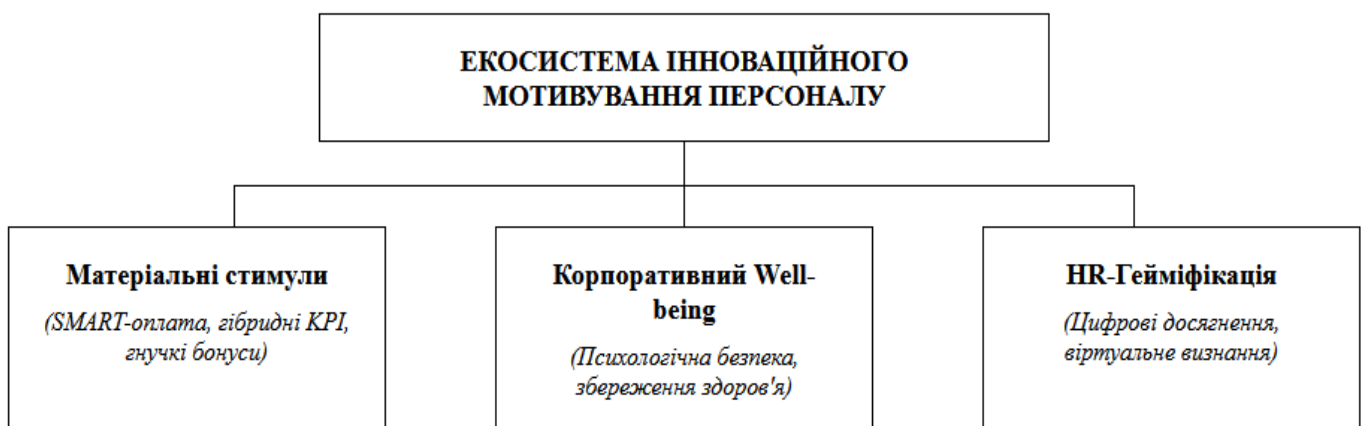 ЕКОСИСТЕМА ІННОВАЦІЙНОГО
МОТИВУВАННЯ ПЕРСОНАЛУ
Матеріальні стимули
(SMART-оплата, гібридні KPI,
гнучкі бонуси)
Корпоративний Well-
being
(Психологічна безпека,
збереження здоров'я)
HR-Гейміфікація
(Цифрові досягнення,
віртуальне визнання)